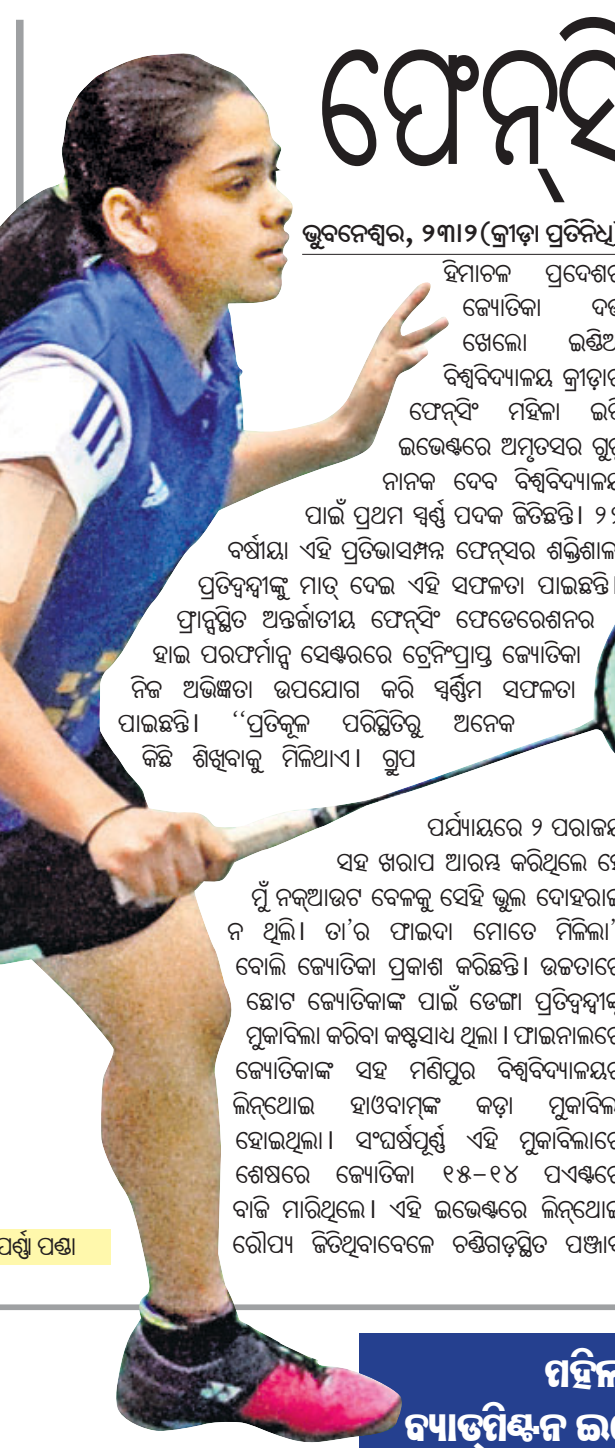 ଫେନ୍‌ସି
ଭୁବନେଶ୍ୱର, ୨୩।୨(କ୍ରୀଡ଼ା ପ୍ରତିନିଧି)
ହିମାଚଳ ପ୍ରଦେଶର
ଜ୍ୟୋତିକା
ଖେଲୋ ଇଣ୍ଡିଆ
ବିଶ୍ୱବିଦ୍ୟାଳୟ କ୍ରୀଡ଼ାର
ଫେନ୍‌ସିଂ ମହିଳା
ଇଭେଣ୍ଟରେ ଅମୃତସର ଗୁରୁ
ନାନକ ଦେବ ବିଶ୍ୱବିଦ୍ୟାଳୟ
ପାଇଁ ପ୍ରଥମ ସ୍ୱର୍ଣ୍ଣ ପଦକ ଜିତିଛନ୍ତି।
ବର୍ଷୀୟା ଏହି ପ୍ରତିଭାସମ୍ପନ୍ନ ଫେନ୍‌ସର ଶକ୍ତିଶାଳୀ
ପ୍ରତିଦ୍ୱନ୍ଦ୍ୱୀଙ୍କୁ ମାତ୍ ଦେଇ ଏହି ସଫଳତା ପାଇଛନ୍ତି।
ଫ୍ରାନ୍ସସ୍ଥିତ ଅନ୍ତର୍ଜାତୀୟ ଫେନ୍‌ସିଂ ଫେଡେରେଶନର
ହାଇ ପରଫର୍ମାନ୍ସ ସେଣ୍ଟରରେ ଟ୍ରେନିଂପ୍ରାପ୍ତ ଜ୍ୟୋତିକା
ନିଜ ଅଭିଜ୍ଞତା ଉପଯୋଗ କରି ସ୍ୱର୍ଣ୍ଣିମ ସଫଳତା
ପାଇଛନ୍ତି। ‘‘ପ୍ରତିକୂଳ ପରିସ୍ଥିତିରୁ ଅନେକ
କିଛି ଶିଖିବାକୁ ମିଳିଥାଏ। ଗ୍ରୁପ
ପର୍ଯ୍ୟାୟରେ ୨ ପରାଜୟ
ସହ ଖରାପ ଆରମ୍ଭ କରିଥିଲେ ହେଁ
ମୁଁ ନକ୍‌ଆଉଟ ବେଳକୁ ସେହି ଭୁଲ ଦୋହରାଇ
ନ ଥିଲି। ତା’ର ଫାଇଦା ମୋତେ ମିଳିଲା’’
ବୋଲି ଜ୍ୟୋତିକା ପ୍ରକାଶ କରିଛନ୍ତି। ଉଚ୍ଚତାରେ
ଛୋଟ ଜ୍ୟୋତିକାଙ୍କ ପାଇଁ ଡେଙ୍ଗା ପ୍ରତିଦ୍ୱନ୍ଦ୍ୱୀଙ୍କୁ
ମୁକାବିଲା କରିବା କଷ୍ଟସାଧ୍ୟ ଥିଲା। ଫାଇନାଲରେ
ଜ୍ୟୋତିକାଙ୍କ ସହ ମଣିପୁର ବିଶ୍ୱବିଦ୍ୟାଳୟର
ଲିନ୍‌ଥୋଇ ହାଓବାମ୍‌ଙ୍କ କଡ଼ା ମୁକାବିଲା
ହୋଇଥିଲା। ସଂଘର୍ଷପୂର୍ଣ୍ଣ ଏହି ମୁକାବିଲାରେ
ଶେଷରେ ଜ୍ୟୋତିକା ୧୫-୧୪ ପଏଣ୍ଟରେ
ବାଜି ମାରିଥିଲେ। ଏହି ଇଭେଣ୍ଟରେ ଲିନ୍‌ଥୋଇ
ରୌପ୍ୟ ଜିତିଥିବାବେଳେ ଚଣ୍ଡିଗଡ଼ସ୍ଥିତ ପଞ୍ଜାବ
ପର୍ଣ୍ଣା ପଣ୍ଡା
ମହିଳା
ବ୍ୟାଡ୍‌ମିଣ୍ଟନ